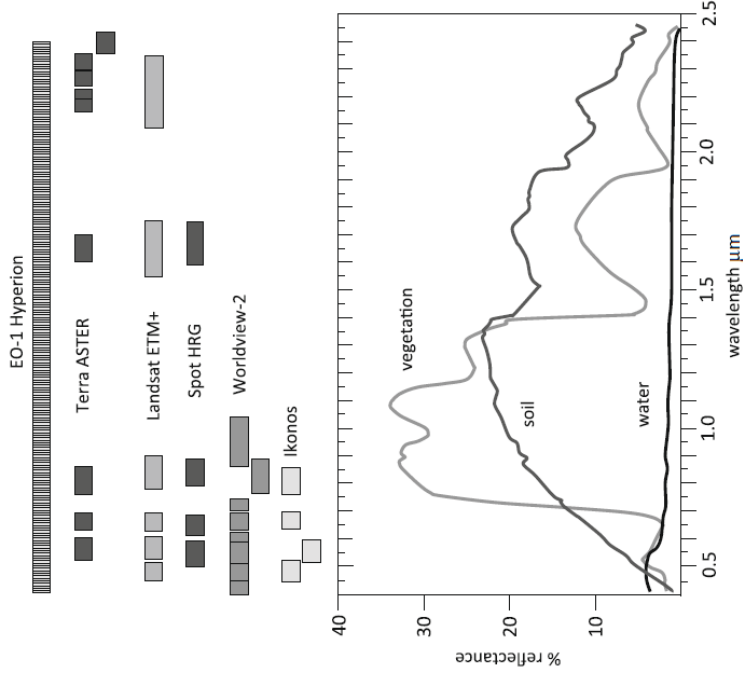 EO-1 Hyperion
Terra ASTER
Landsat ETM+
Spot HRG
Worldview-2
Ikonos
40
30
20
10
% reflectance
vegetation
soil
water
0.5
1.0
1.5
2.0
2.5
wavelength μm